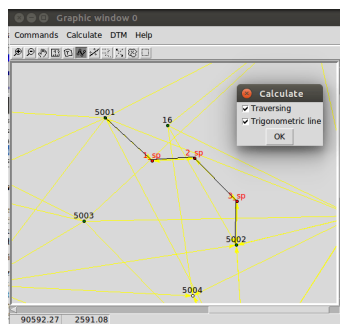 Graphic window 0
Commands Calculate DTM Help
5001
16
1_sp
2_sp
3_sp
5003
5002
5004
Calculate
Traversing
Trigonometric line
OK
90592.27 2591.08